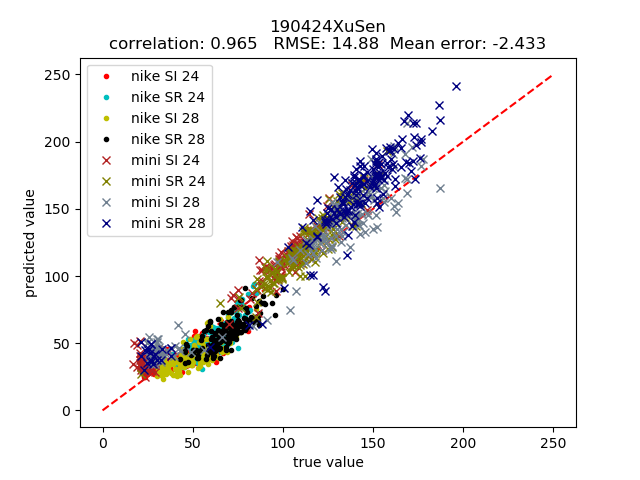 190424XuSen
correlation: 0.965   RMSE: 14.88  Mean error: -2.433
250
200
150
100
50
0
predicted value
nike SI 24
nike SR 24
nike SI 28
nike SR 28
mini SI 24
mini SR 24
mini SI 28
mini SR 28
0 50 100 150 200 250
true value